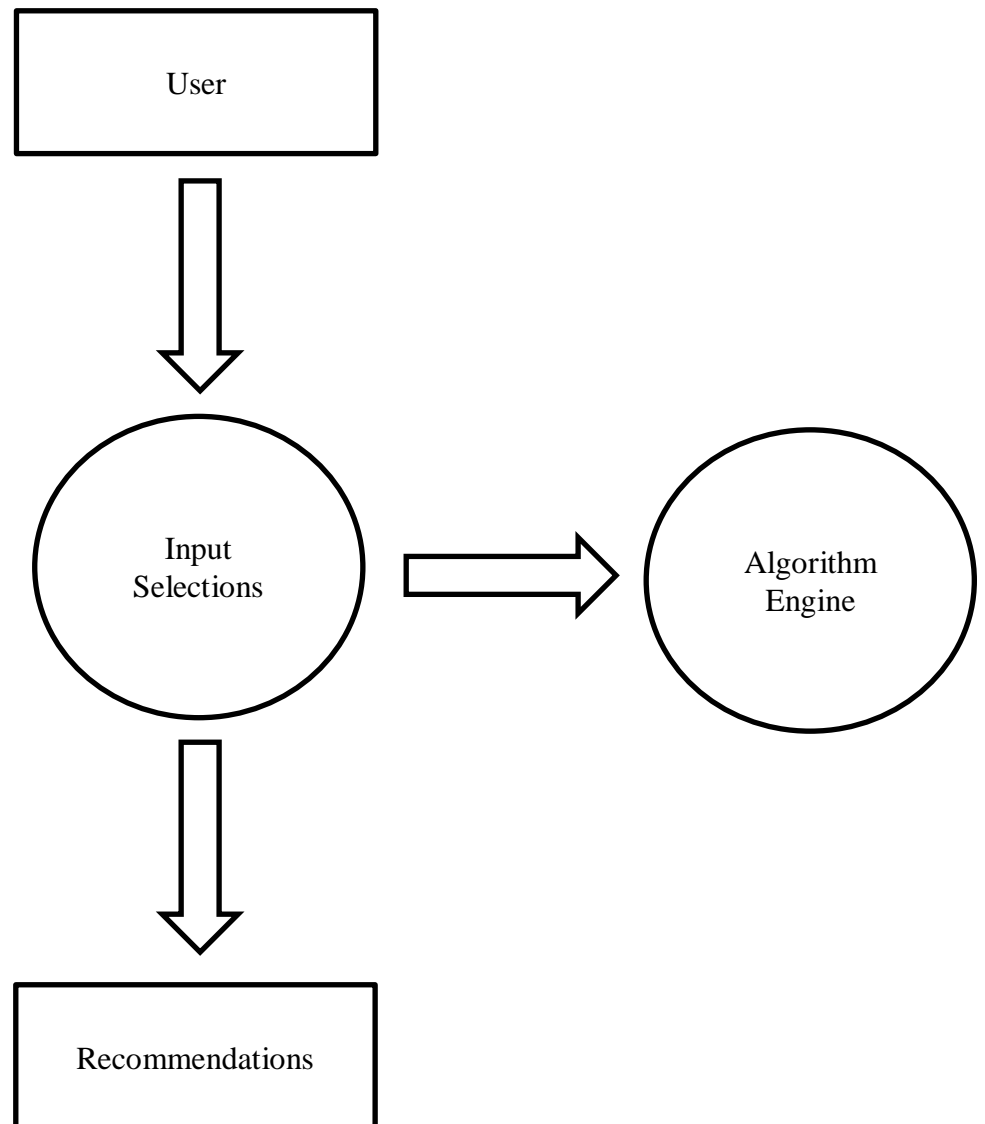 User
Input
Selections
Algorithm
Engine
Recommendations